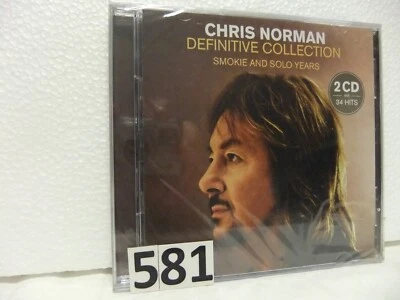 CHRIS NORMAN
DEFINITIVE COLLECTION
SMOKIE AND SOLO YEARS
2 CD
34 HITS
581